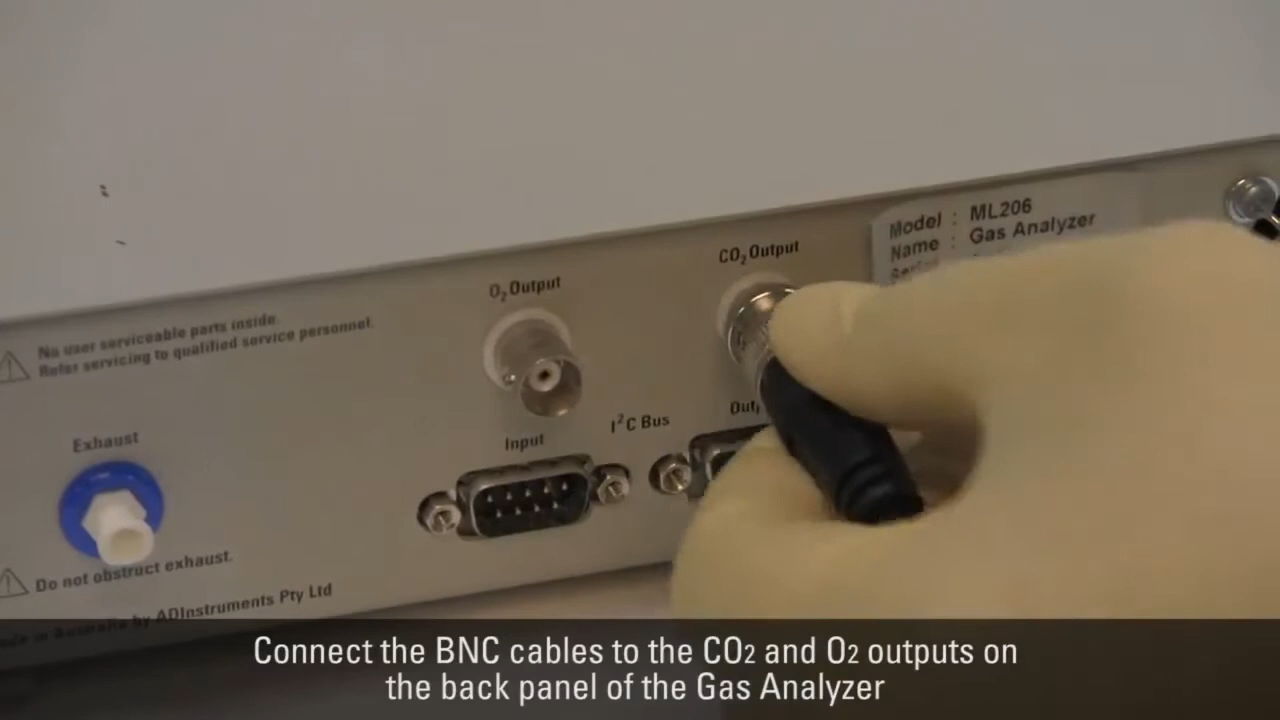 Model : ML206
Name : Gas Analyzer
CO₂ Output
O₂ Output
No user serviceable parts inside.
Refer servicing to qualified service personnel.
I²C Bus
Input
Exhaust
Do not obstruct exhaust.
in Australia by ADInstruments Pty Ltd
Connect the BNC cables to the CO₂ and O₂ outputs on
the back panel of the Gas Analyzer